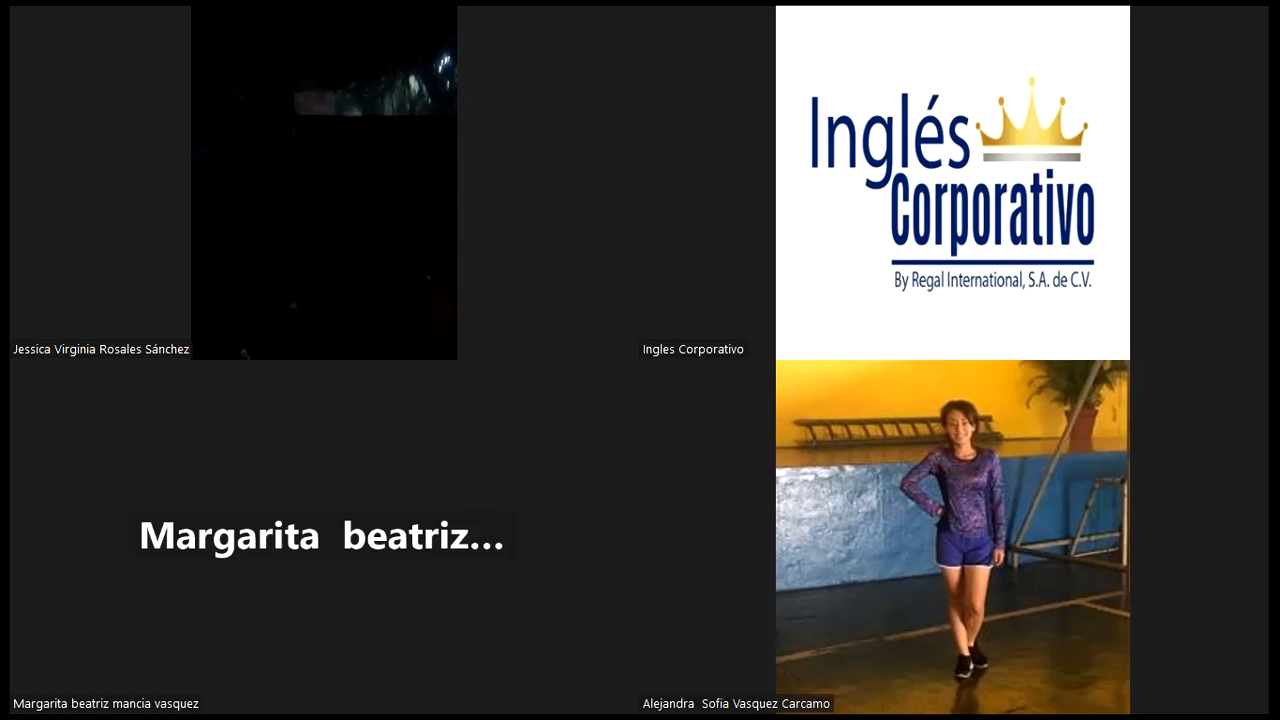 Inglés
Corporativo
By Regal International, S.A. de C.V.
Jessica Virginia Rosales Sánchez
Ingles Corporativo
Margarita beatriz...
Margarita beatriz mancia vasquez
Alejandra Sofia Vasquez Carcamo